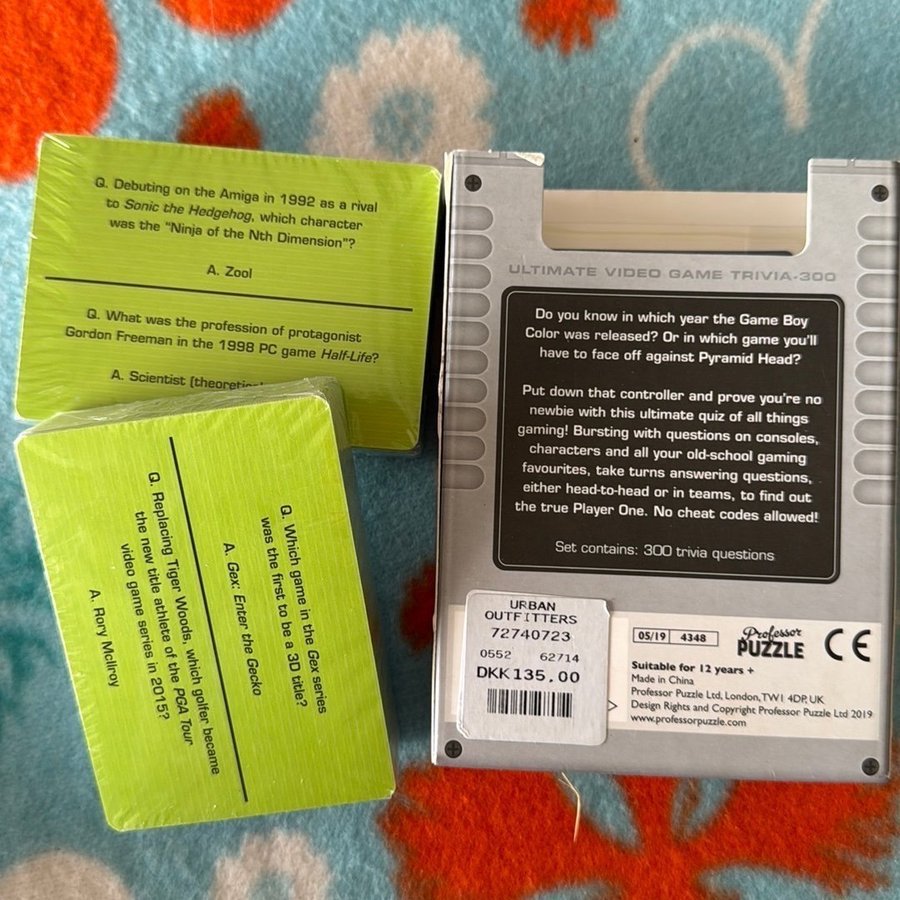 Q. Debuting on the Amiga in 1992 as a rival
to Sonic the Hedgehog, which character
was the "Ninja of the Nth Dimension"?
A. Zool
Q. What was the profession of protagonist
Gordon Freeman in the 1998 PC game Half-Life?
A. Scientist
Q. Which game in the Gex series
was the first to be a 3D title?
A. Gex: Enter the Gecko
Q. Replacing Tiger Woods, which golfer became
the new title athlete of the PGA Tour
video game series in 2015?
A. Rory McIlroy
ULTIMATE VIDEO GAME TRIVIA-300
Do you know in which year the Game Boy
Color was released? Or in which game you'll
have to face off against Pyramid Head?
Put down that controller and prove you're no
newbie with this ultimate quiz of all things
gaming! Bursting with questions on consoles,
characters and all your old-school gaming
favourites, take turns answering questions,
either head-to-head or in teams, to find out
the true Player One. No cheat codes allowed!
Set contains: 300 trivia questions
URBAN
OUTFITTERS
72740723
0552 62714
DKK135.00
05/19 4348
Professor
PUZZLE
CE
Suitable for 12 years +
Made in China
Professor Puzzle Ltd, London, TW1 4DP, UK
Design Rights and Copyright Professor Puzzle Ltd 2019
www.professorpuzzle.com